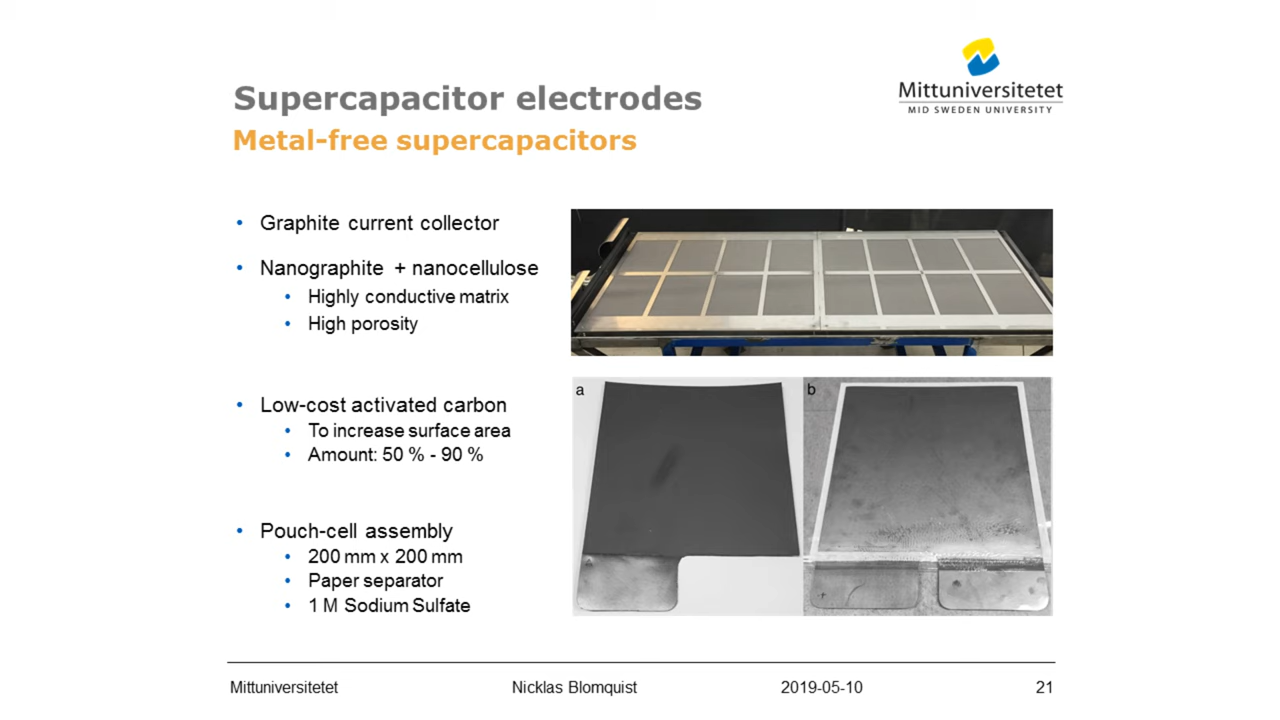 Mittuniversitetet
MID SWEDEN UNIVERSITY
Supercapacitor electrodes
Metal-free supercapacitors
• Graphite current collector
• Nanographite + nanocellulose
• Highly conductive matrix
• High porosity
• Low-cost activated carbon
• To increase surface area
• Amount: 50 % - 90 %
• Pouch-cell assembly
• 200 mm x 200 mm
• Paper separator
• 1 M Sodium Sulfate
a
b
Mittuniversitetet
Nicklas Blomquist
2019-05-10
21